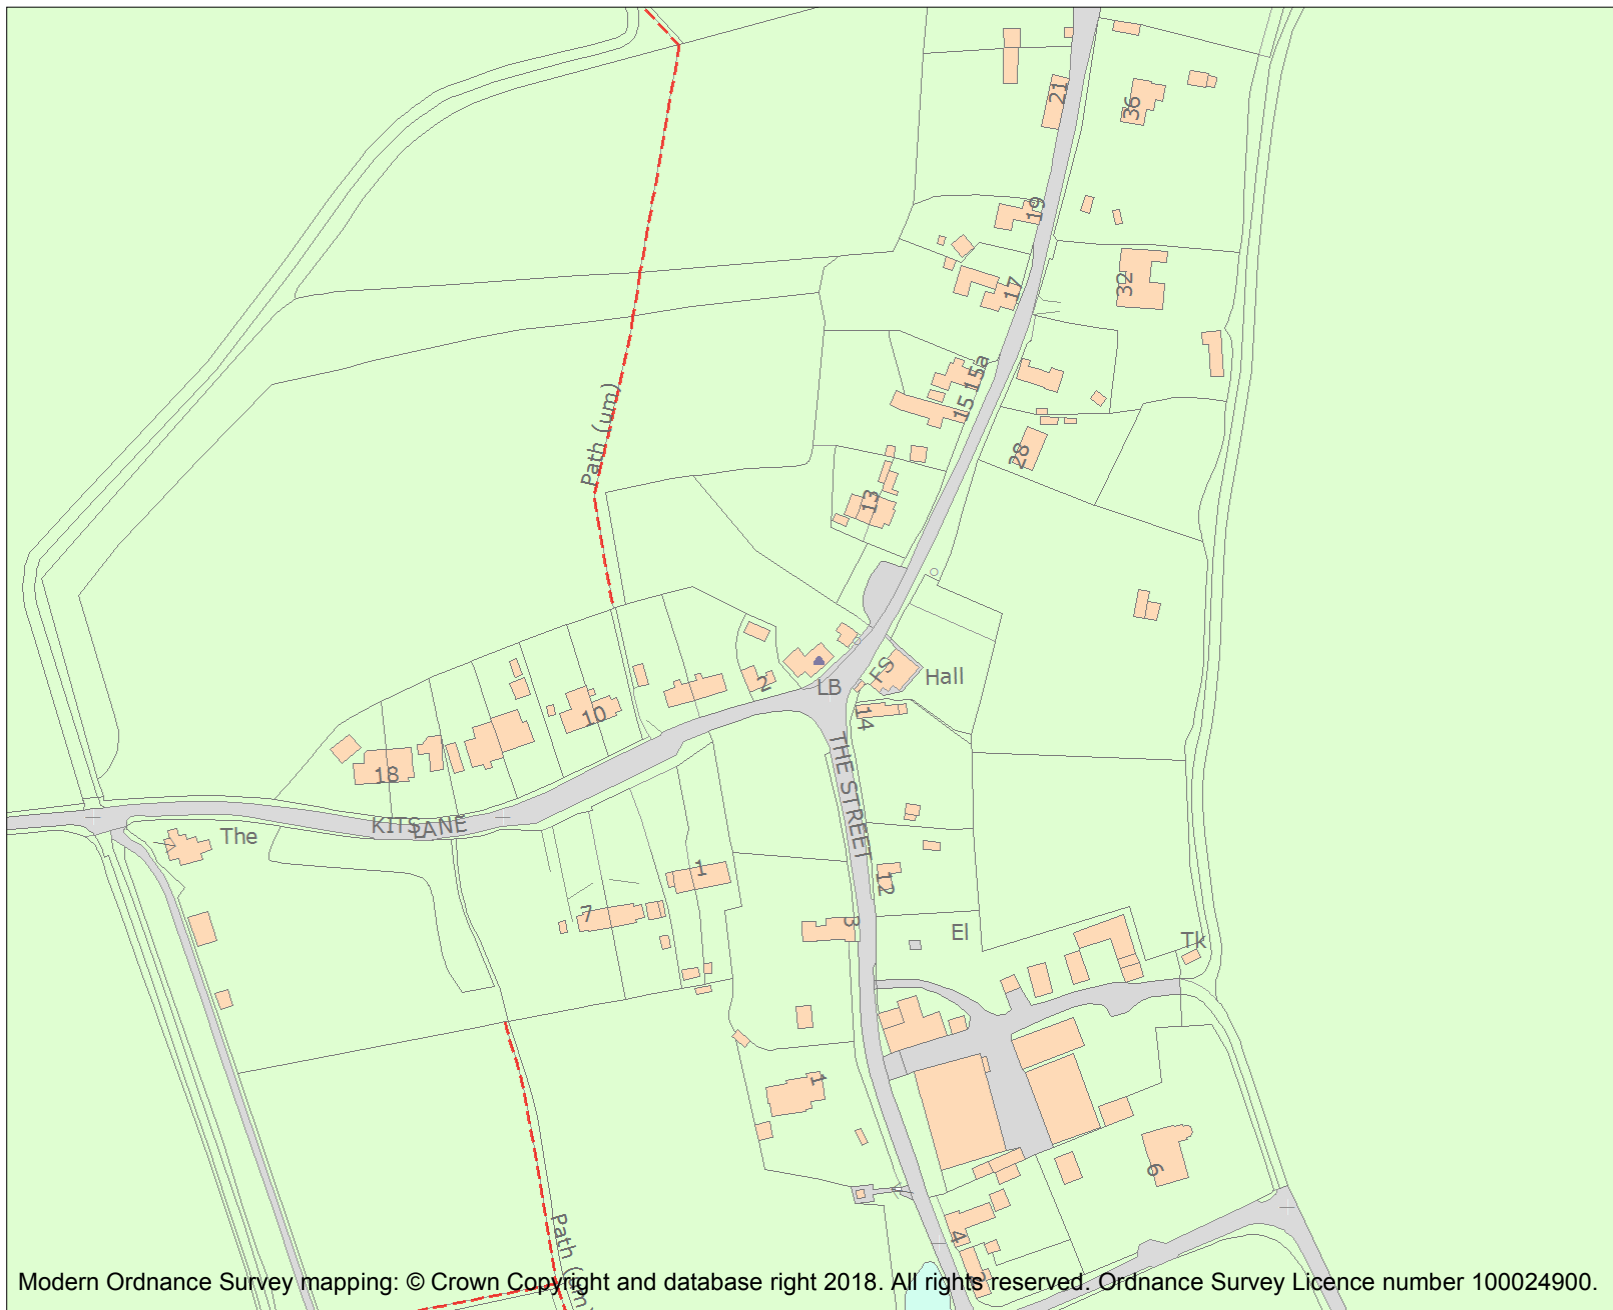 21
36
19
32
17
15a
15
Path (um)
28
13
FS
Hall
2
LB
14
10
18
THE STREET
KITS LANE
The
1
12
7
3
El
Tk
1
6
Path (um)
4
Modern Ordnance Survey mapping: © Crown Copyright and database right 2018. All rights reserved. Ordnance Survey Licence number 100024900.